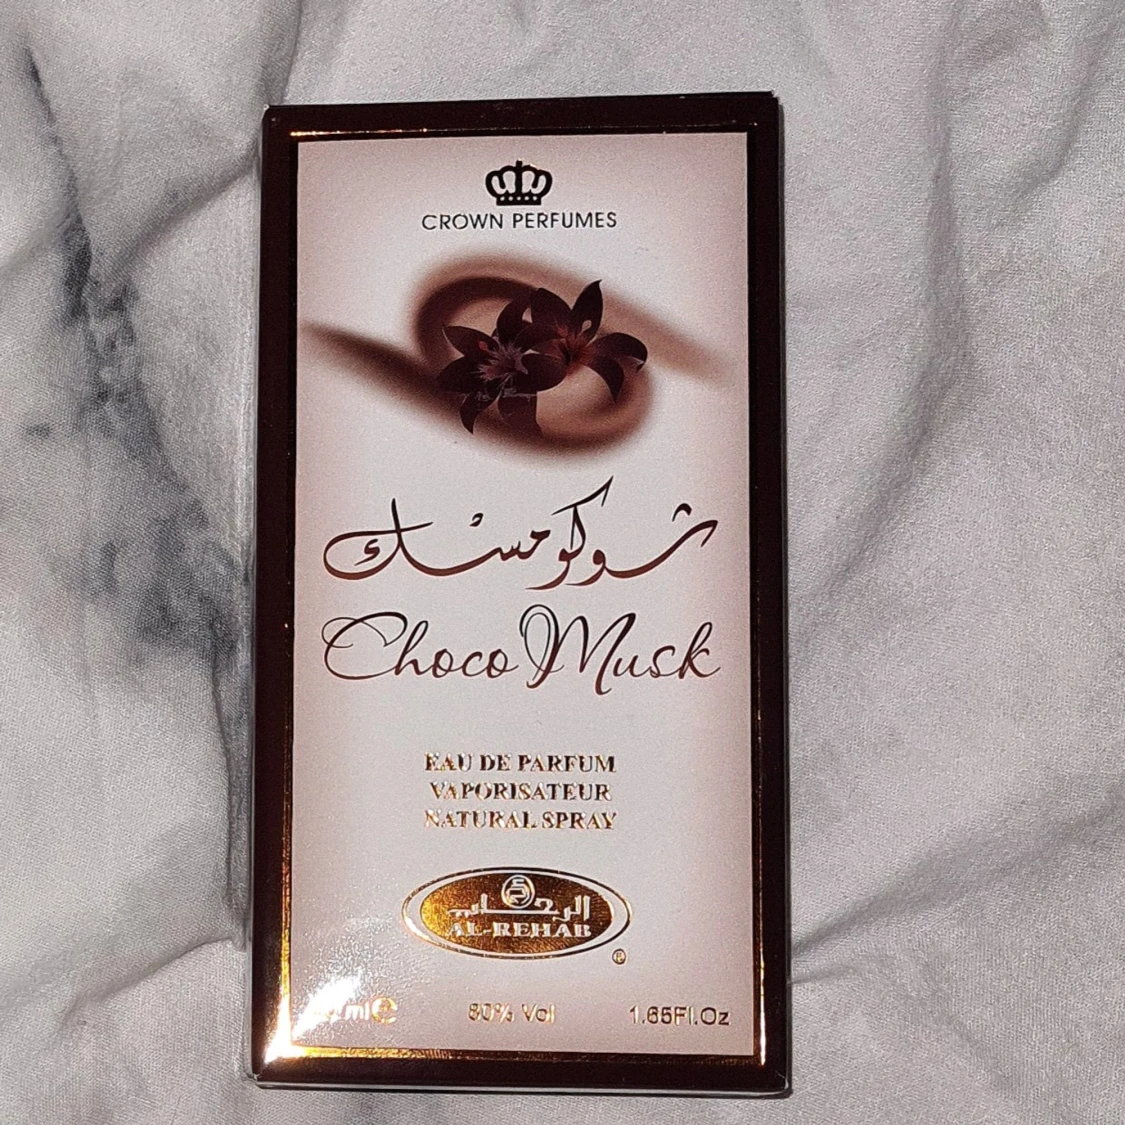 CROWN PERFUMES
شوكو مسك
Choco Musk
EAU DE PARFUM
VAPORISATEUR
NATURAL SPRAY
الرحاب
AL-REHAB
®
ml e 80% Vol 1.65Fl.Oz